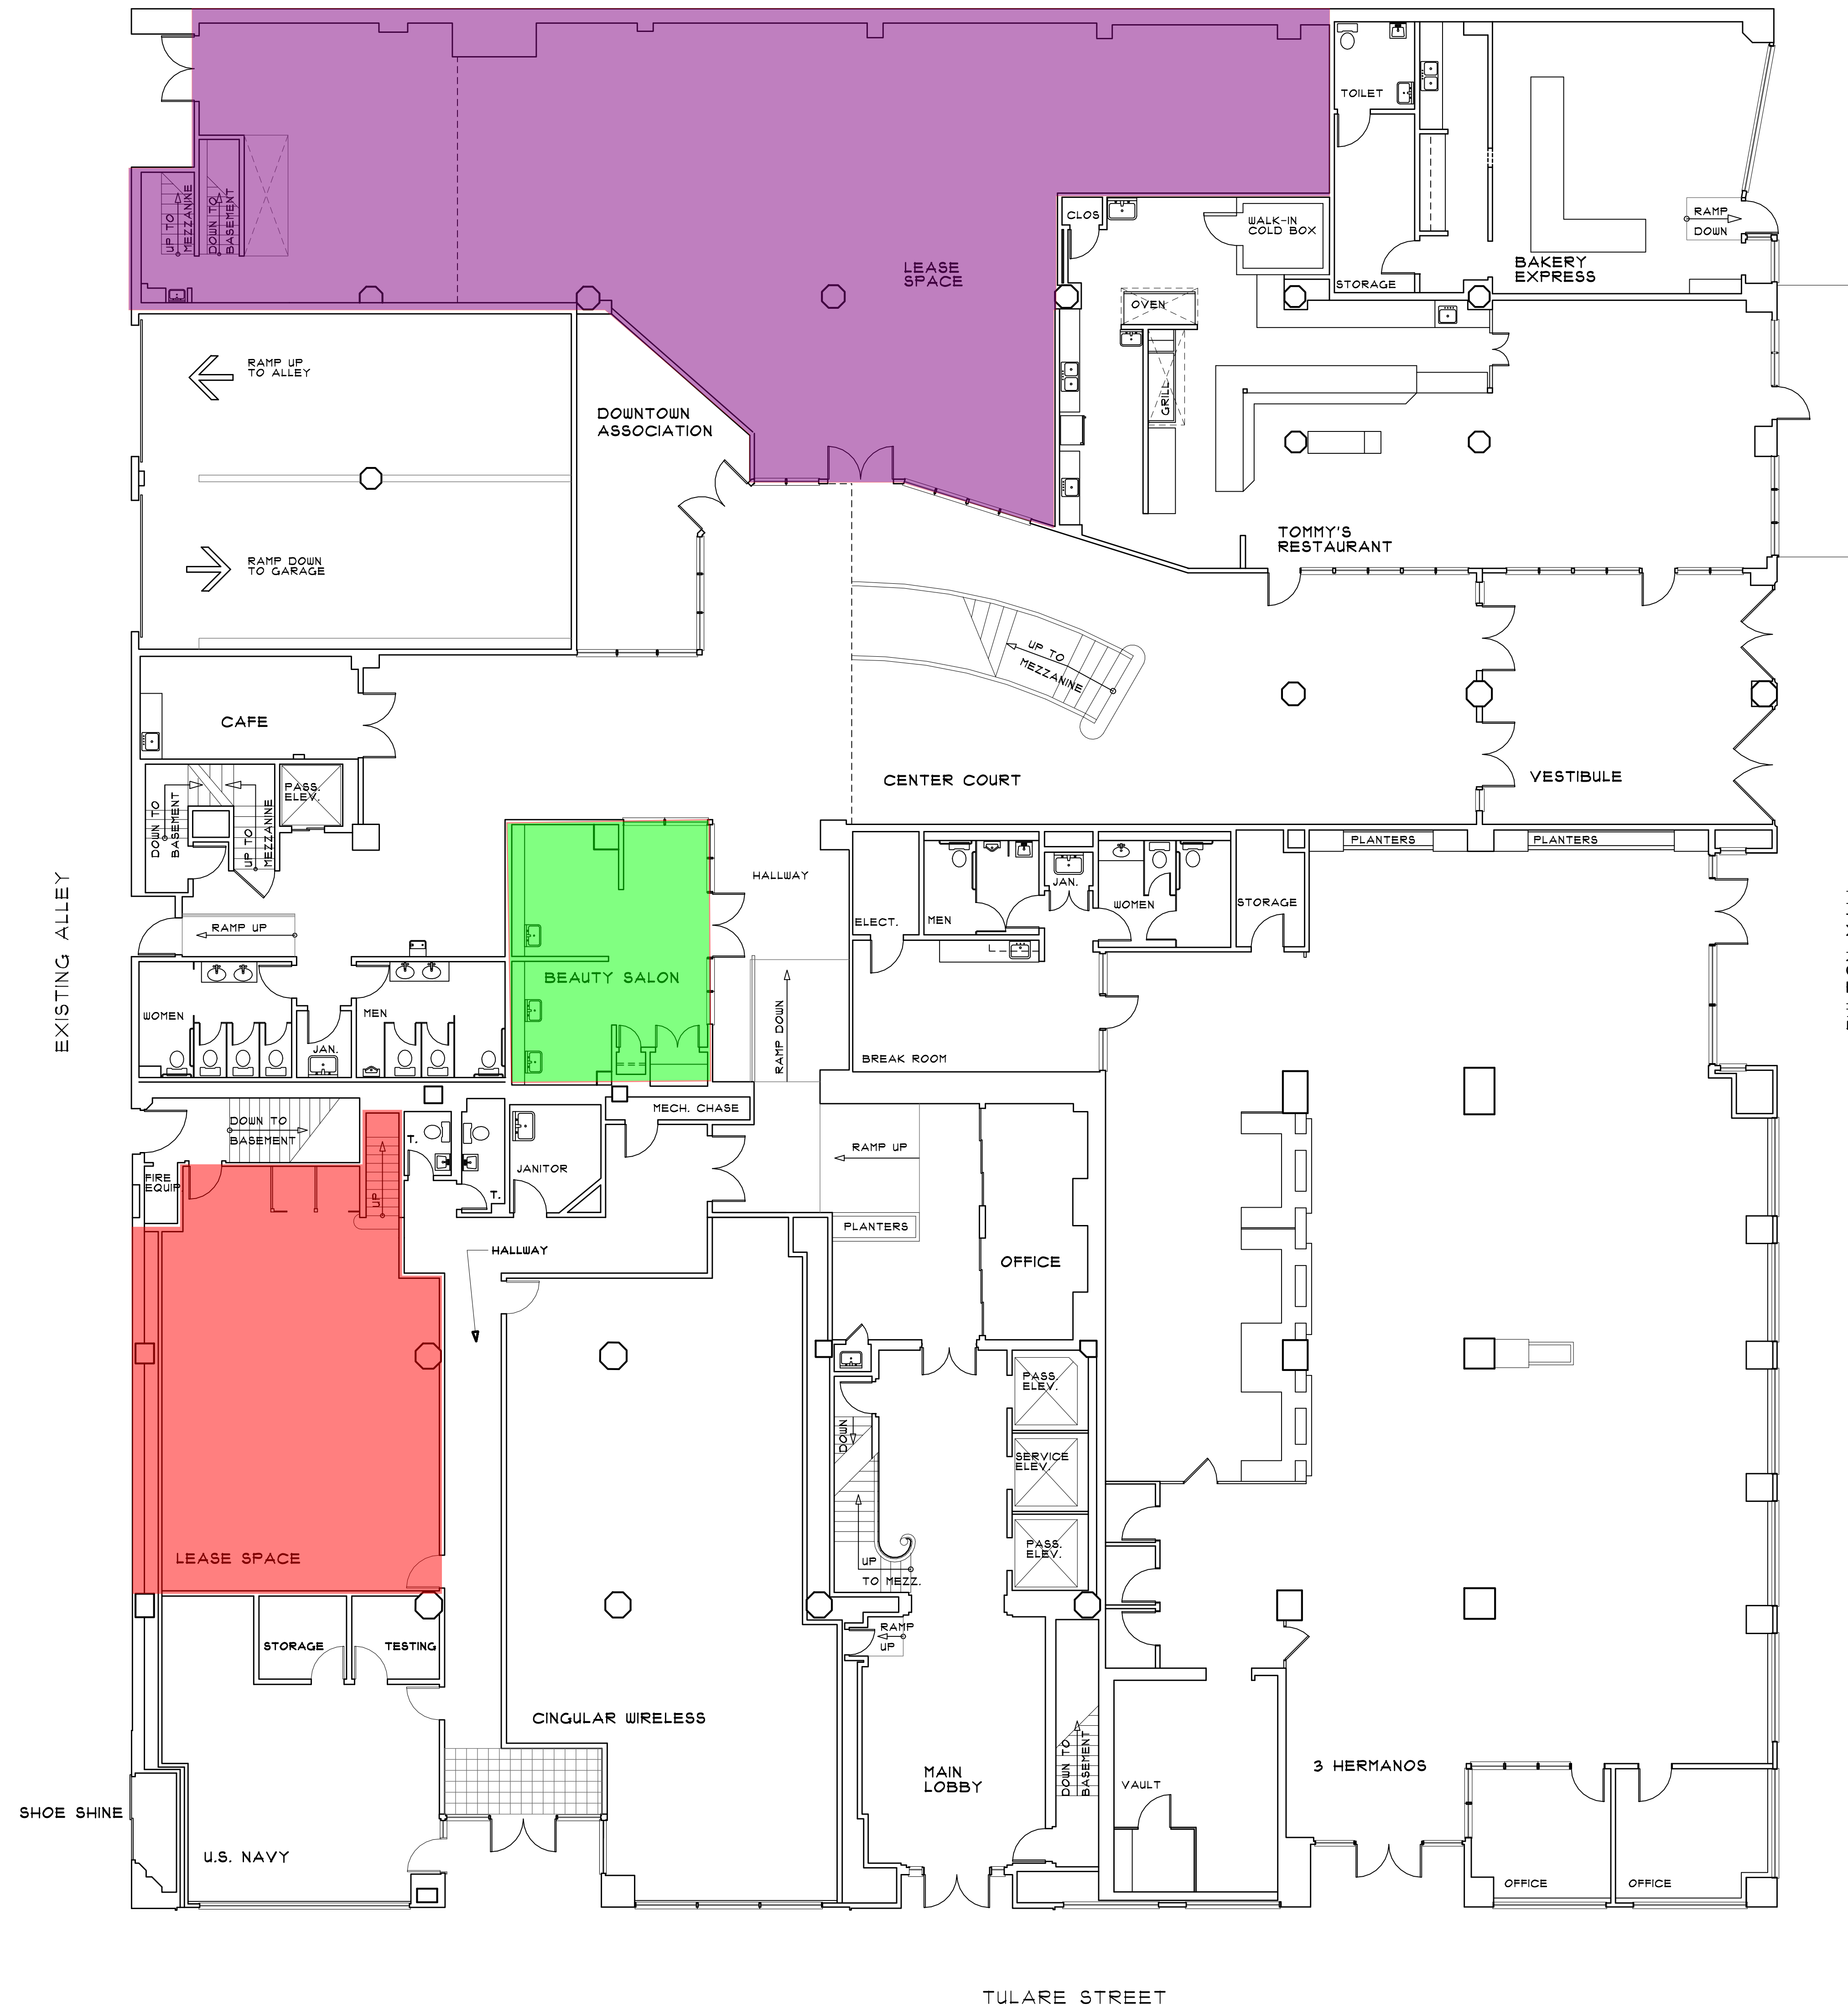 TOILET
UP TO
MEZZANINE
DOWN TO
BASEMENT
CLOS
WALK-IN
COLD BOX
RAMP
DOWN
LEASE
SPACE
BAKERY
EXPRESS
STORAGE
OVEN
RAMP UP
TO ALLEY
GRILL
DOWNTOWN
ASSOCIATION
TOMMY'S
RESTAURANT
RAMP DOWN
TO GARAGE
UP TO
MEZZANINE
CAFE
CENTER COURT
VESTIBULE
PASS.
ELEV.
DOWN TO
BASEMENT
UP TO
MEZZANINE
PLANTERS
PLANTERS
HALLWAY
JAN.
WOMEN
STORAGE
ELECT.
MEN
RAMP UP
EXISTING ALLEY
BEAUTY SALON
WOMEN
MEN
JAN.
RAMP DOWN
BREAK ROOM
MECH. CHASE
DOWN TO
BASEMENT
T.
RAMP UP
JANITOR
FIRE
EQUIP
UP
T.
PLANTERS
HALLWAY
OFFICE
PASS.
ELEV.
DOWN
SERVICE
ELEV.
PASS.
ELEV.
LEASE SPACE
UP
TO MEZZ.
RAMP
UP
STORAGE
TESTING
CINGULAR WIRELESS
MAIN
LOBBY
DOWN TO
BASEMENT
VAULT
3 HERMANOS
SHOE SHINE
U.S. NAVY
OFFICE
OFFICE
TULARE STREET